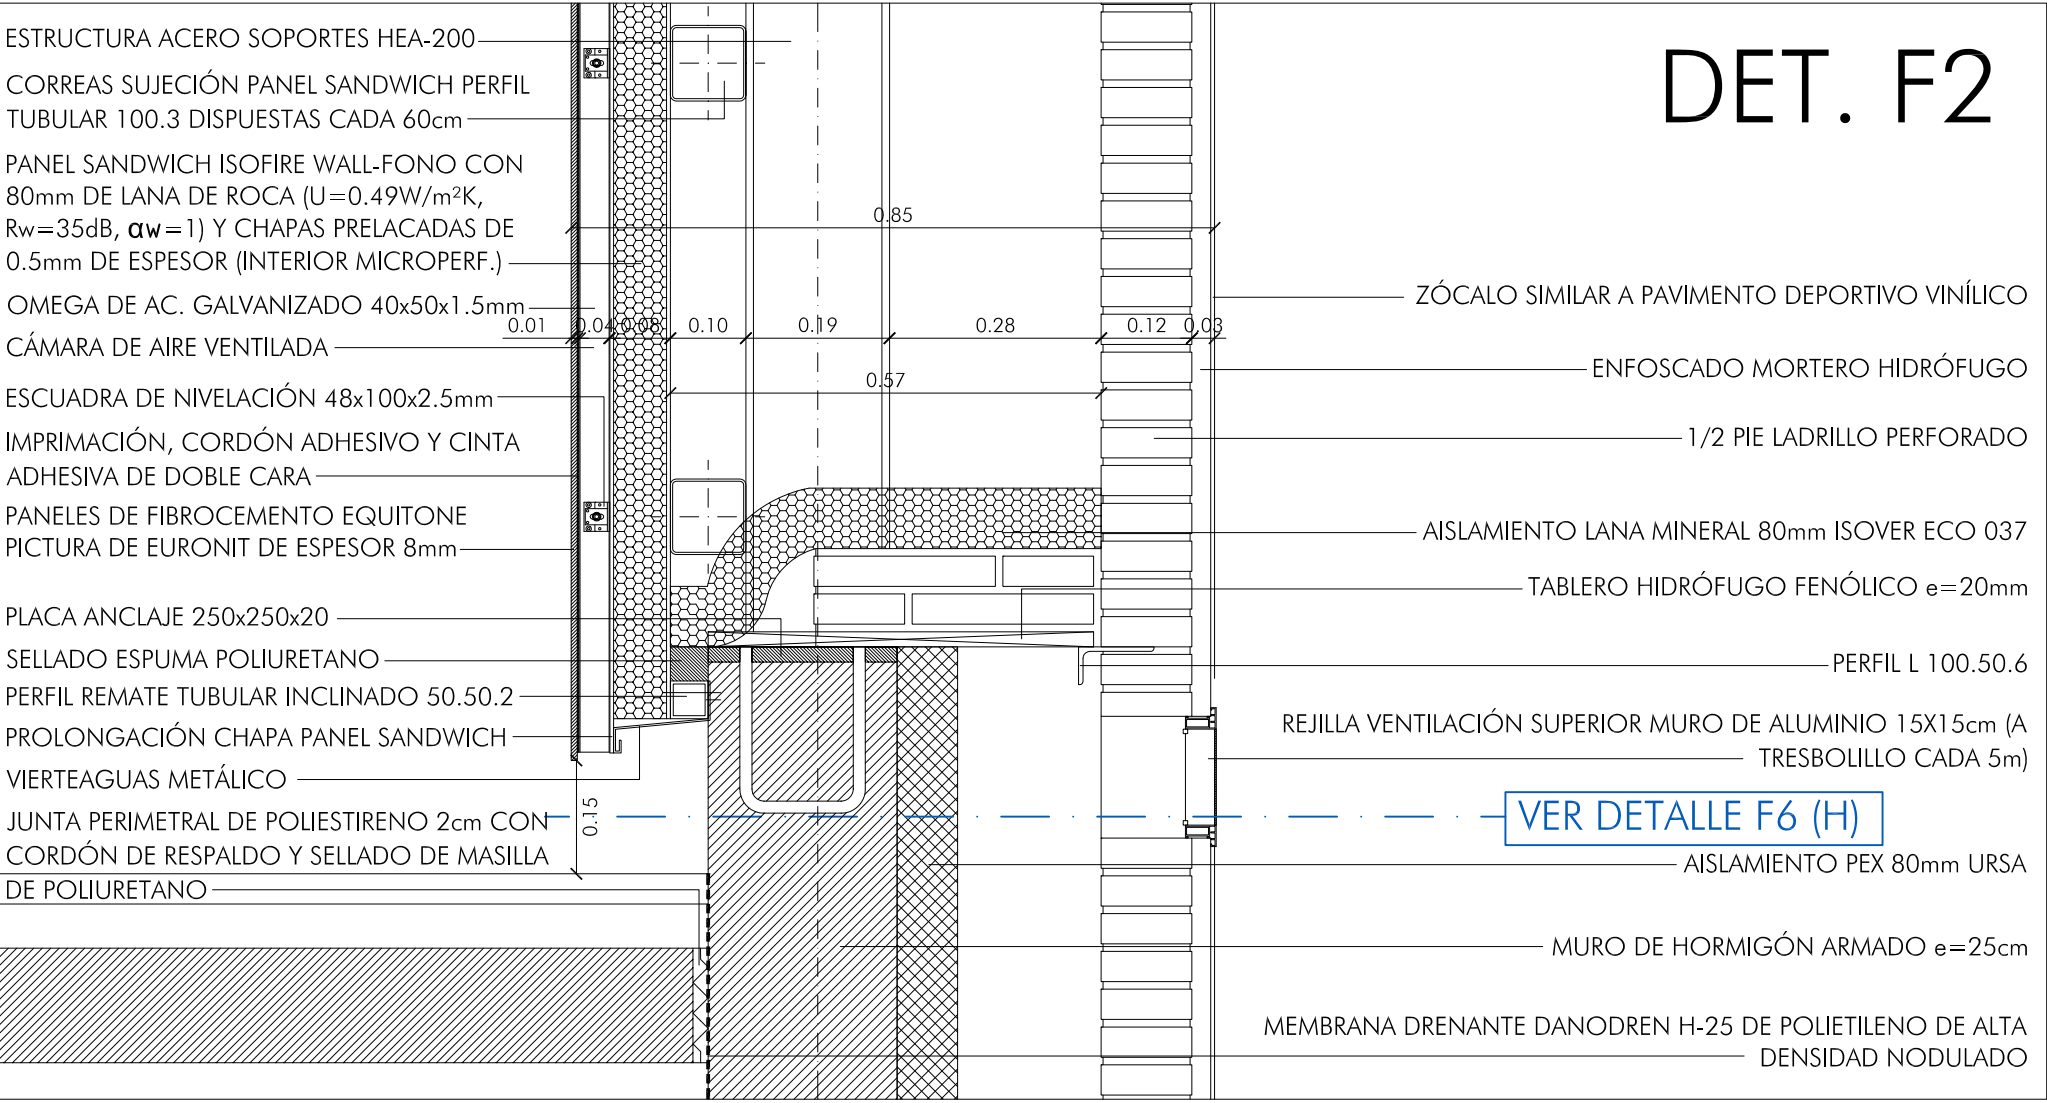 DET. F2
ESTRUCTURA ACERO SOPORTES HEA-200
CORREAS SUJECIÓN PANEL SANDWICH PERFIL
TUBULAR 100.3 DISPUESTAS CADA 60cm
PANEL SANDWICH ISOFIRE WALL-FONO CON
80mm DE LANA DE ROCA (U=0.49W/m²K,
Rw=35dB, αw=1) Y CHAPAS PRELACADAS DE
0.5mm DE ESPESOR (INTERIOR MICROPERF.)
OMEGA DE AC. GALVANIZADO 40x50x1.5mm
CÁMARA DE AIRE VENTILADA
ESCUADRA DE NIVELACIÓN 48x100x2.5mm
IMPRIMACIÓN, CORDÓN ADHESIVO Y CINTA
ADHESIVA DE DOBLE CARA
PANELES DE FIBROCEMENTO EQUITONE
PICTURA DE EURONIT DE ESPESOR 8mm
PLACA ANCLAJE 250x250x20
SELLADO ESPUMA POLIURETANO
PERFIL REMATE TUBULAR INCLINADO 50.50.2
PROLONGACIÓN CHAPA PANEL SANDWICH
VIERTEAGUAS METÁLICO
JUNTA PERIMETRAL DE POLIESTIRENO 2cm CON
CORDÓN DE RESPALDO Y SELLADO DE MASILLA
DE POLIURETANO
0.85
0.01 0.04 0.08 0.10 0.19 0.28 0.12 0.03
0.57
0.15
ZÓCALO SIMILAR A PAVIMENTO DEPORTIVO VINÍLICO
ENFOSCADO MORTERO HIDRÓFUGO
1/2 PIE LADRILLO PERFORADO
AISLAMIENTO LANA MINERAL 80mm ISOVER ECO 037
TABLERO HIDRÓFUGO FENÓLICO e=20mm
PERFIL L 100.50.6
REJILLA VENTILACIÓN SUPERIOR MURO DE ALUMINIO 15X15cm (A
TRESBOLILLO CADA 5m)
VER DETALLE F6 (H)
AISLAMIENTO PEX 80mm URSA
MURO DE HORMIGÓN ARMADO e=25cm
MEMBRANA DRENANTE DANODREN H-25 DE POLIETILENO DE ALTA
DENSIDAD NODULADO